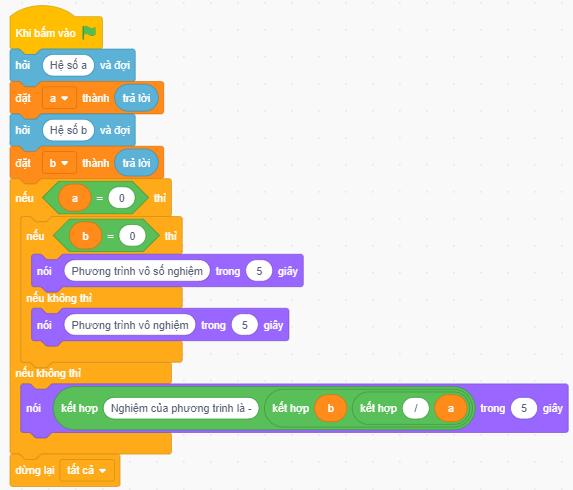 Khi bấm vào
hỏi Hệ số a và đợi
đặt a thành trả lời
hỏi Hệ số b và đợi
đặt b thành trả lời
nếu a = 0 thì
nếu b = 0 thì
nói Phương trình vô số nghiệm trong 5 giây
nếu không thì
nói Phương trình vô nghiệm trong 5 giây
nếu không thì
nói kết hợp Nghiệm của phương trình là - kết hợp b kết hợp / a trong 5 giây
dừng lại tất cả